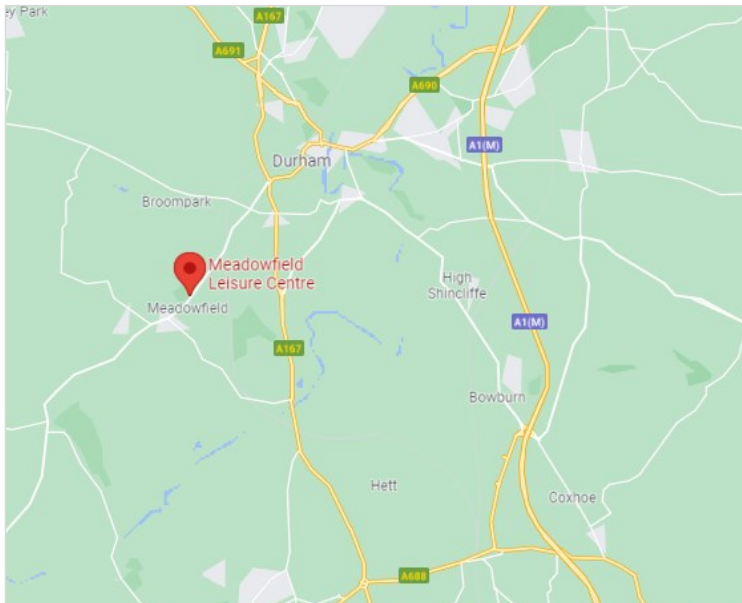 ey Park
A167
A691
A690
A1(M)
Durham
Broompark
Meadowfield
Leisure Centre
High
Shincliffe
Meadowfield
A1(M)
A167
Bowburn
Hett
Coxhoe
A688